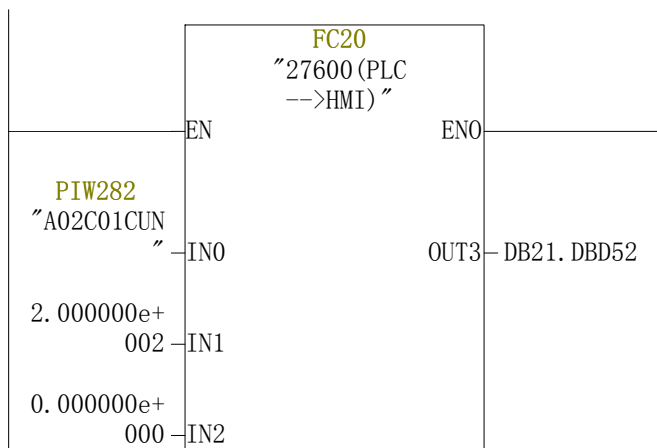 FC20
"27600(PLC
-->HMI)"
EN ENO
PIW282
"A02C01CUN
" IN0 OUT3 DB21.DBD52
2.000000e+
002 IN1
0.000000e+
000 IN2